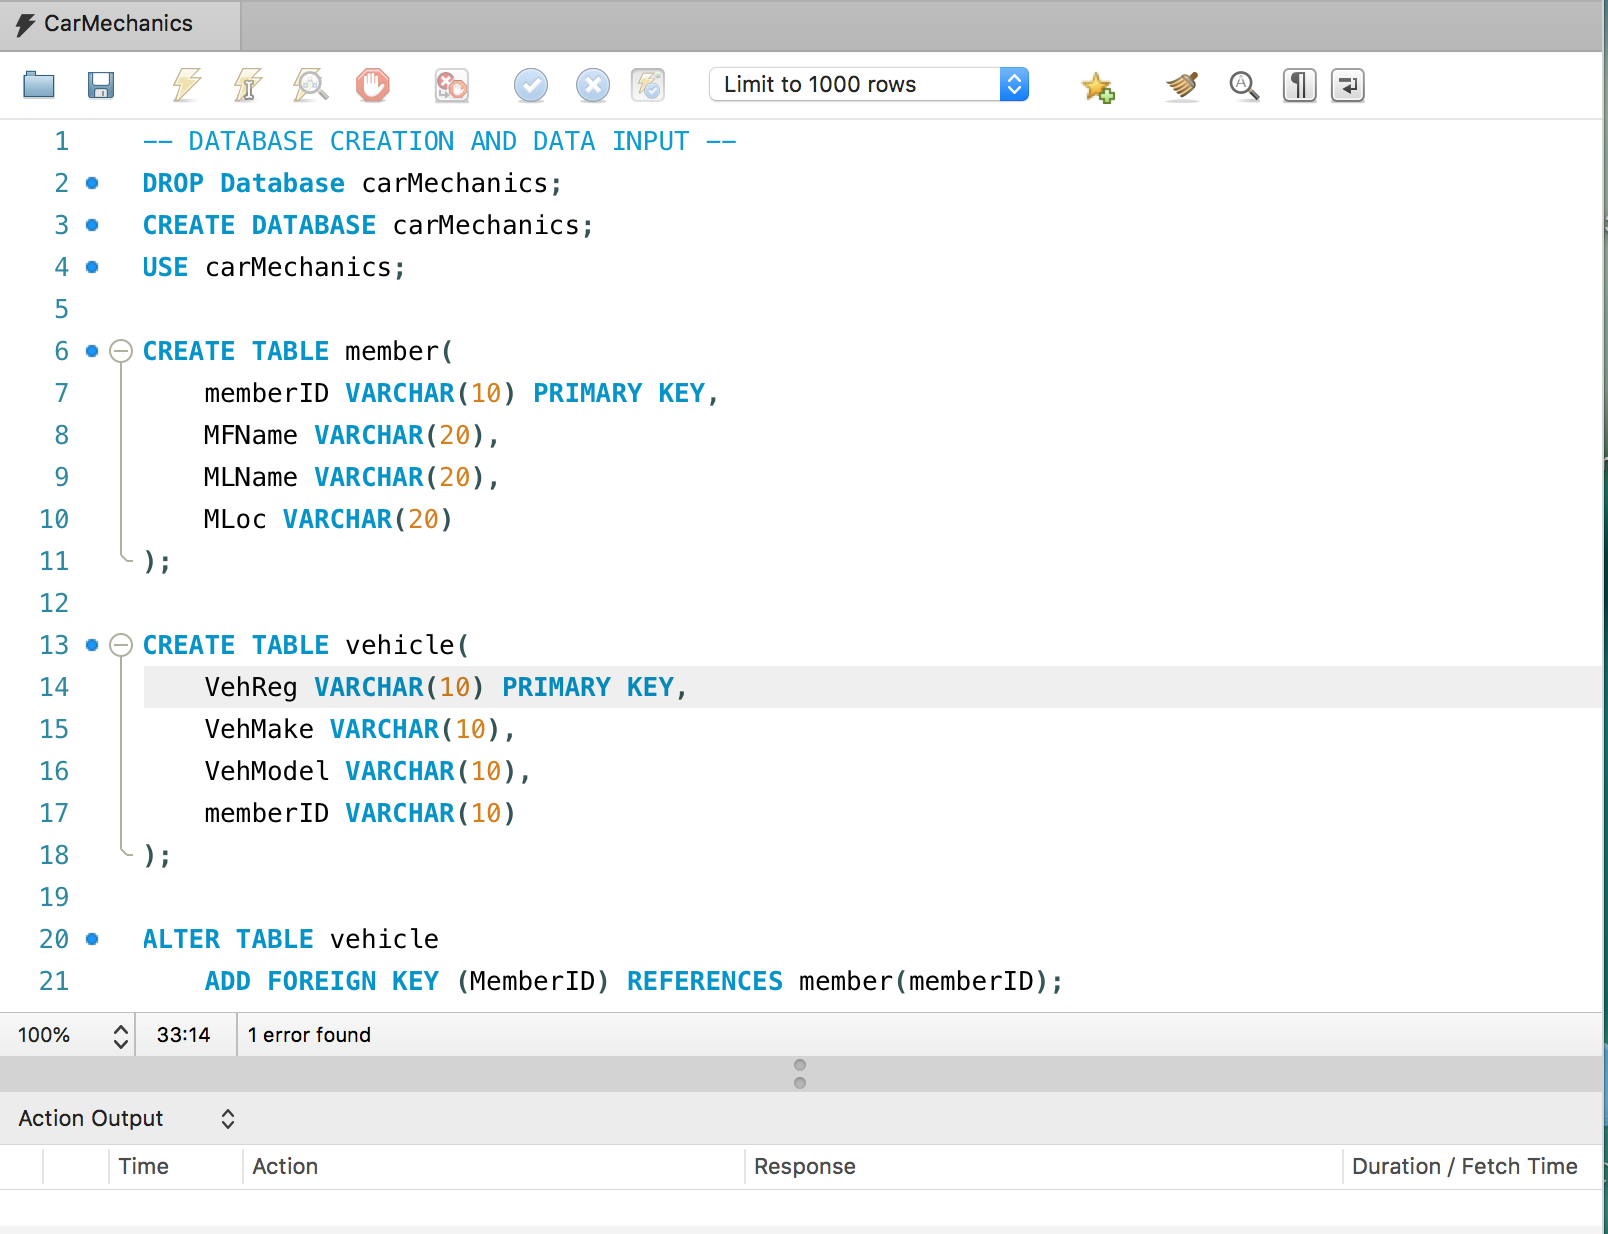 CarMechanics
Limit to 1000 rows
1 -- DATABASE CREATION AND DATA INPUT --
2 DROP Database carMechanics;
3 CREATE DATABASE carMechanics;
4 USE carMechanics;
5
6 CREATE TABLE member(
7 memberID VARCHAR(10) PRIMARY KEY,
8 MFName VARCHAR(20),
9 MLName VARCHAR(20),
10 MLoc VARCHAR(20)
11 );
12
13 CREATE TABLE vehicle(
14 VehReg VARCHAR(10) PRIMARY KEY,
15 VehMake VARCHAR(10),
16 VehModel VARCHAR(10),
17 memberID VARCHAR(10)
18 );
19
20 ALTER TABLE vehicle
21 ADD FOREIGN KEY (MemberID) REFERENCES member(memberID);
100% 33:14 1 error found
Action Output
Time Action Response Duration / Fetch Time